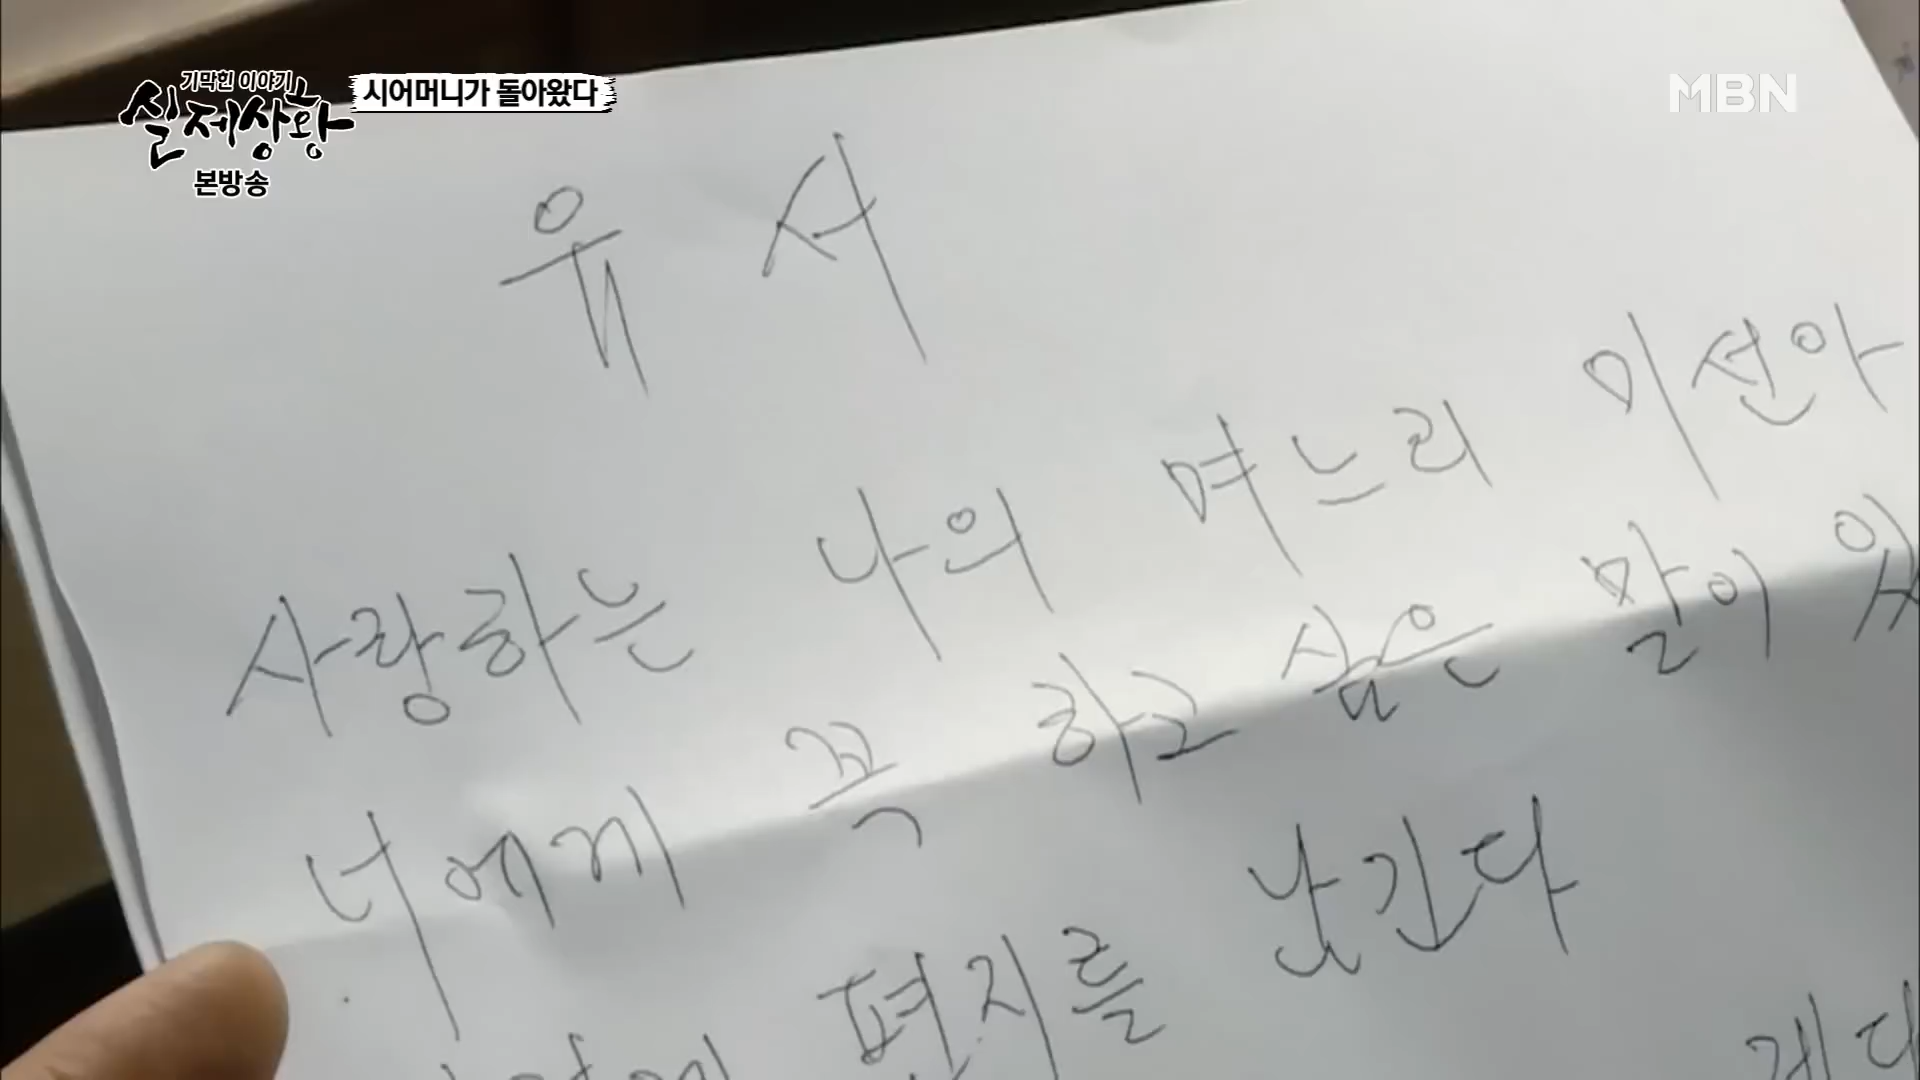 기막힌 이야기
실제상황
본방송
시어머니가 돌아왔다
MBN
유서
사랑하는 나의 며느리 이선아
너에게 꼭 하고 싶은 말이
편지를 남긴다